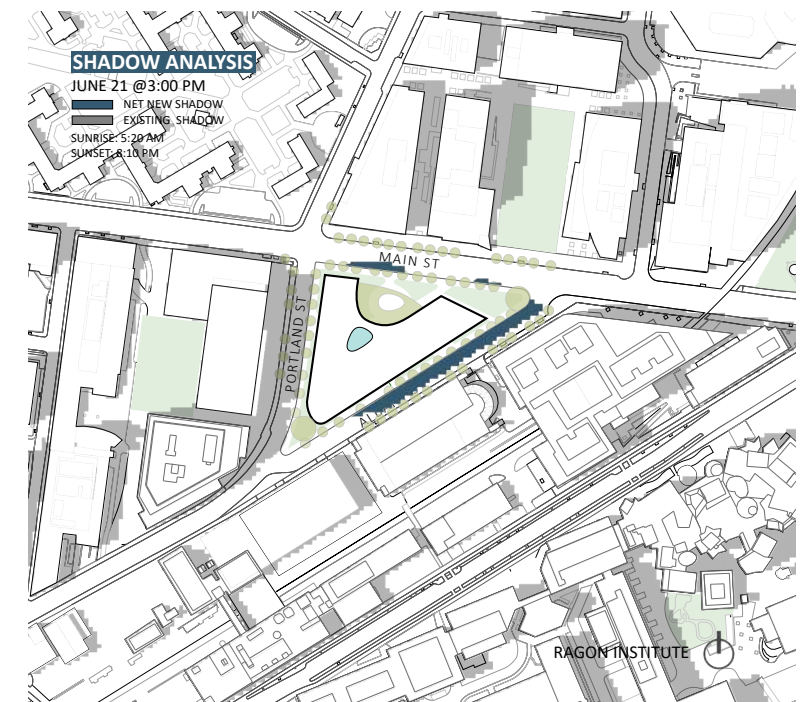 SHADOW ANALYSIS
JUNE 21 @3:00 PM
NET NEW SHADOW
EXISTING SHADOW
SUNRISE: 5:20 AM
SUNSET: 8:10 PM
MAIN ST
PORTLAND ST
RAGON INSTITUTE